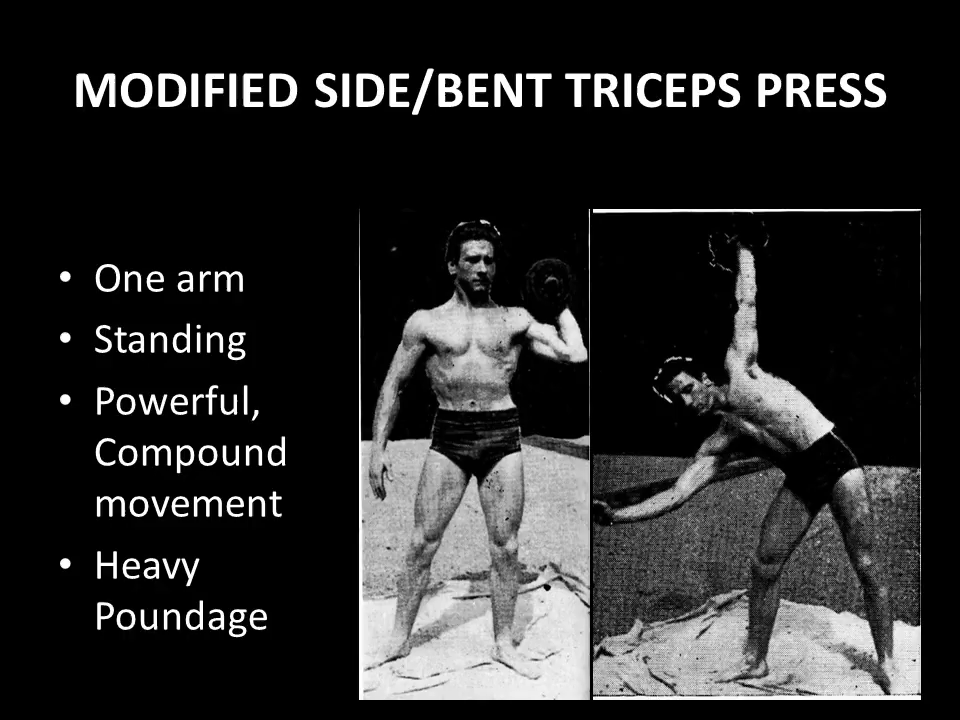 MODIFIED SIDE/BENT TRICEPS PRESS
• One arm
• Standing
• Powerful,
Compound
movement
• Heavy
Poundage